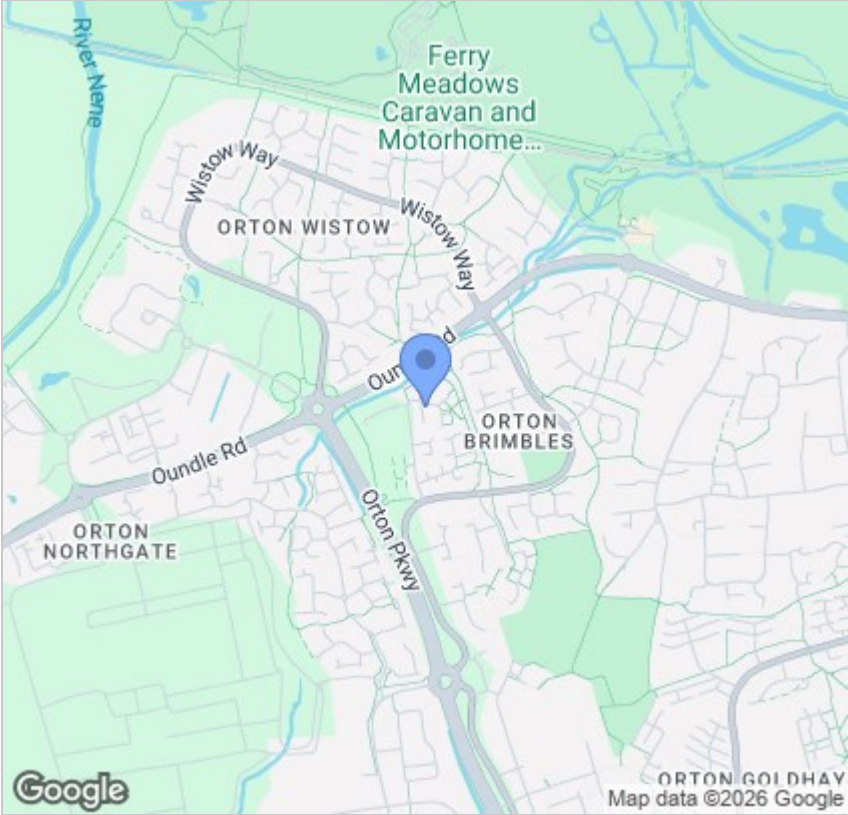 River Nene
Ferry
Meadows
Caravan and
Motorhome...
Wistow Way
Wistow Way
ORTON WISTOW
Oundle Rd
ORTON
BRIMBLES
Oundle Rd
Orton Pkwy
ORTON
NORTHGATE
ORTON GOLDHAY
Google
Map data ©2026 Google